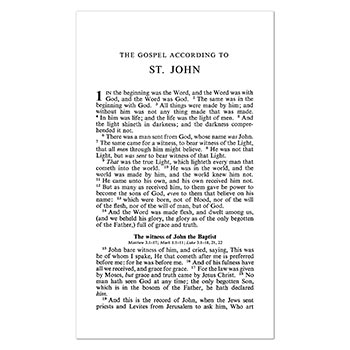 THE GOSPEL ACCORDING TO
ST. JOHN
1 IN the beginning was the Word, and the Word was with
God, and the Word was God. 2 The same was in the
beginning with God. 3 All things were made by him; and
without him was not any thing made that was made.
4 In him was life; and the life was the light of men. 5 And
the light shineth in darkness; and the darkness compre-
hended it not.
6 There was a man sent from God, whose name was John.
7 The same came for a witness, to bear witness of the Light,
that all men through him might believe. 8 He was not that
Light, but was sent to bear witness of that Light.
9 That was the true Light, which lighteth every man that
cometh into the world. 10 He was in the world, and the
world was made by him, and the world knew him not.
11 He came unto his own, and his own received him not.
12 But as many as received him, to them gave he power to
become the sons of God, even to them that believe on his
name: 13 which were born, not of blood, nor of the will
of the flesh, nor of the will of man, but of God.
14 And the Word was made flesh, and dwelt among us,
(and we beheld his glory, the glory as of the only begotten
of the Father,) full of grace and truth.
The witness of John the Baptist
Matthew 3:1-17; Mark 1:1-11; Luke 3:1-18, 21, 22
15 John bare witness of him, and cried, saying, This was
he of whom I spake, He that cometh after me is preferred
before me: for he was before me. 16 And of his fulness have
all we received, and grace for grace. 17 For the law was given
by Moses, but grace and truth came by Jesus Christ. 18 No
man hath seen God at any time; the only begotten Son,
which is in the bosom of the Father, he hath declared
him.
19 And this is the record of John, when the Jews sent
priests and Levites from Jerusalem to ask him, Who art